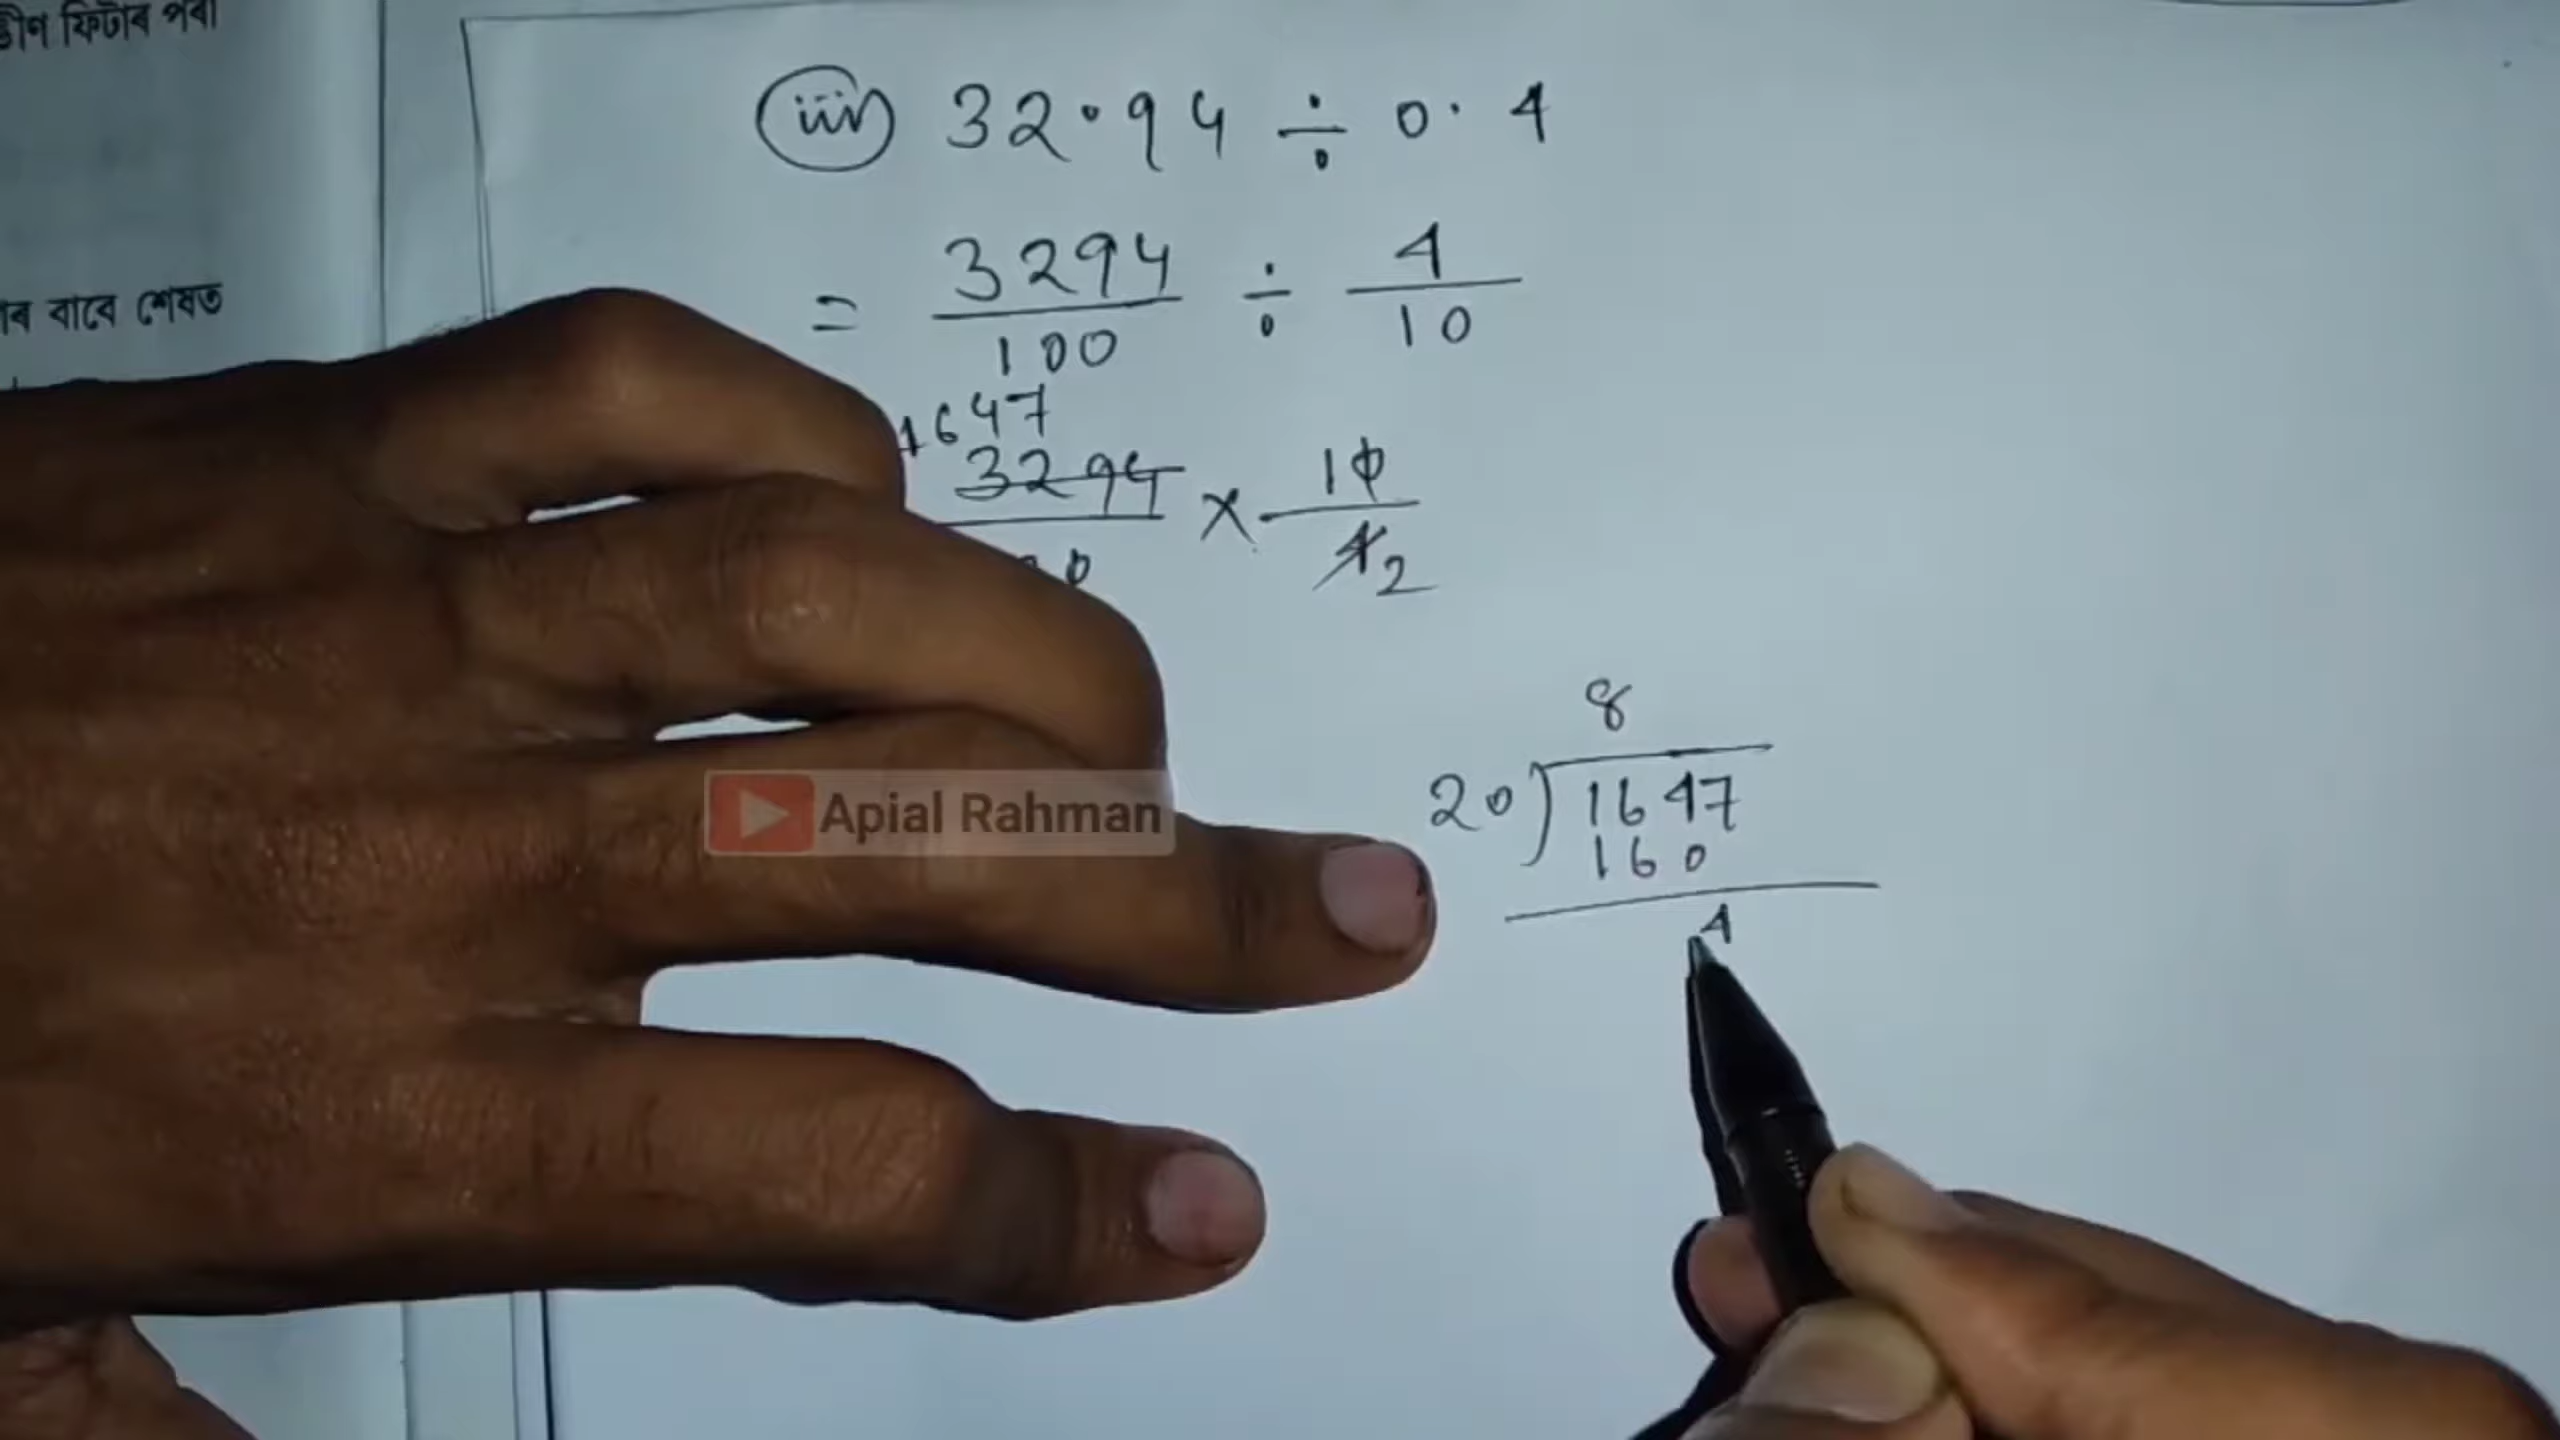 ফিটাৰ পৰা
বাবে শেষত
(iii) 32.94 ÷ 0.4
= 3294/100 ÷ 4/10
1647
3294 × 10/4 2
0
8
20)1647
160
4
Apial Rahman